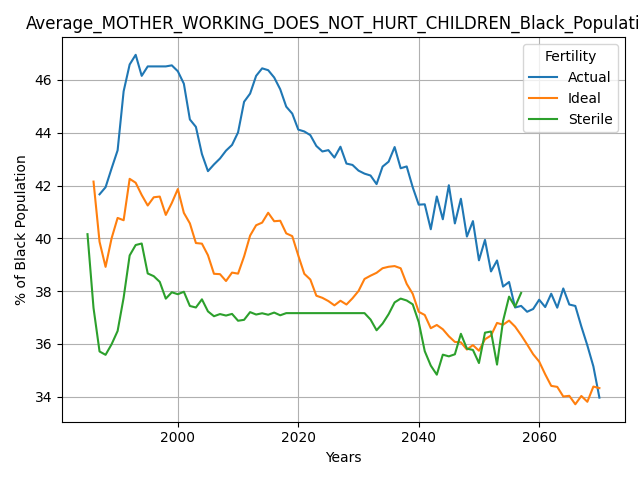 Average_MOTHER_WORKING_DOES_NOT_HURT_CHILDREN_Black_Populati
Fertility
Actual
Ideal
Sterile
% of Black Population
46
44
42
40
38
36
34
2000
2020
2040
2060
Years